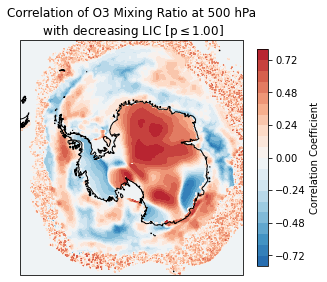 Correlation of O3 Mixing Ratio at 500 hPa
with decreasing LIC [p ≤ 1.00]
0.72
0.48
0.24
0.00
−0.24
−0.48
−0.72
Correlation Coefficient